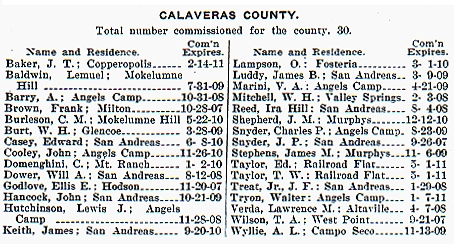 CALAVERAS COUNTY.
Total number commissioned for the county. 30.
Name and Residence. Com'n Expires.
Baker, J. T.; Copperopolis 2-14-11
Baldwin, Lemuel; Mokelumne
Hill 7-31-09
Barry, A.; Angels Camp 10-31-08
Brown, Frank; Milton 10-28-07
Burleson, C. M.; Mokelumne Hill 5-22-10
Burt, W. H.; Glencoe 3-28-09
Casey, Edward; San Andreas 6- 8-10
Cooley, John; Angels Camp 11-26-10
Domenghini, C.; Mt. Ranch 1- 2-10
Dower, Will A.; San Andreas 8-12-08
Godlove, Ellis E.; Hodson 11-20-07
Hancock, John; San Andreas 10-21-09
Hutchinson, Lewis J.; Angels
Camp 11-28-08
Keith, James; San Andreas 9-20-10
Name and Residence. Com'n Expires.
Lampson, O.; Fosteria 3- 1-10
Luddy, James B.; San Andreas 3- 9-09
Marini, V. A.; Angels Camp 4-21-09
Mitchell, W. H.; Valley Springs 2- 3-08
Reed, Ira Hill; San Andreas 8- 4-08
Shepherd, J. M.; Murphys 12-12-10
Snyder, Charles P.; Angels Camp 8-23-09
Snyder, J. P.; San Andreas 9-26-07
Stephens, James M.; Murphys 11- 6-09
Taylor, Ed.; Railroad Flat 5- 1-11
Taylor, T. W.; Railroad Flat 5- 1-11
Treat, Jr., J. F.; San Andreas 1-29-08
Tryon, Walter; Angels Camp 1- 7-11
Verda, Lawrence M.; Altaville 4- 7-08
Wilson, T. A.; West Point 9-21-07
Wyllie, A. L.; Campo Seco 11-13-09